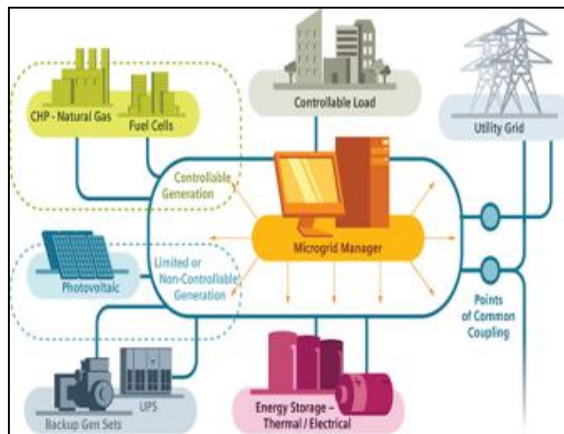 CHP - Natural Gas
Fuel Cells
Controllable Load
Utility Grid
Controllable
Generation
Microgrid Manager
Limited or
Non-Controllable
Generation
Photovoltaic
Points
of Common
Coupling
UPS
Backup Gen Sets
Energy Storage –
Thermal / Electrical